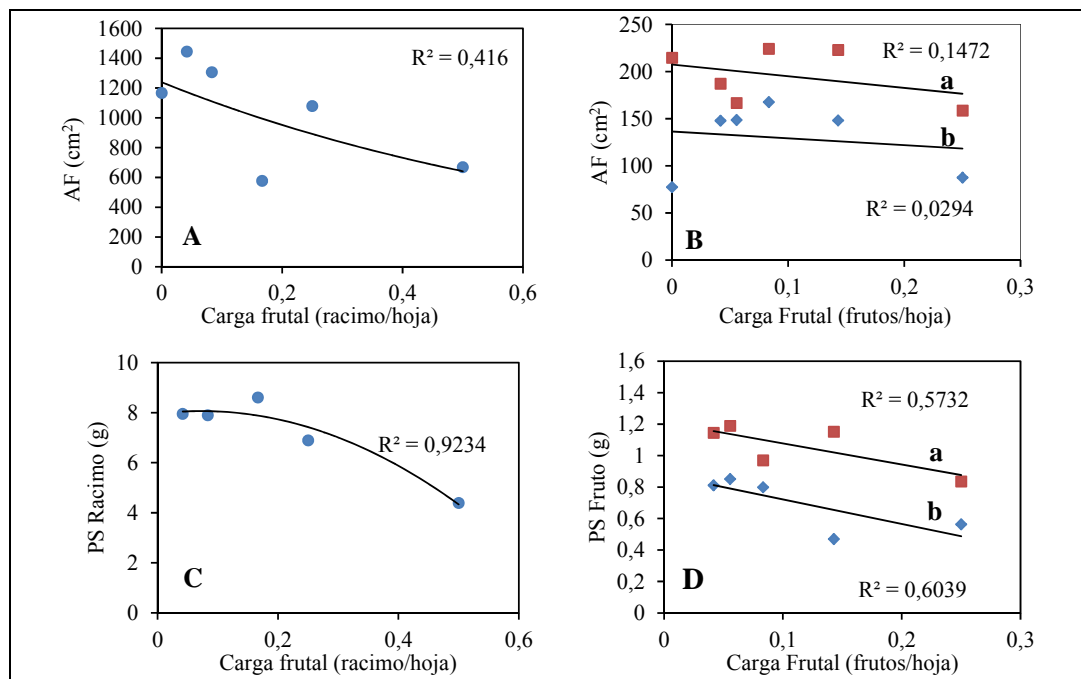 1600
1400
1200
1000
800
600
400
200
0
AF (cm²)
R² = 0,416
A
0 0,2 0,4 0,6
Carga frutal (racimo/hoja)
250
200
150
100
50
0
AF (cm²)
R² = 0,1472
a
b
R² = 0,0294
B
0 0,1 0,2 0,3
Carga Frutal (frutos/hoja)
10
8
6
4
2
0
PS Racimo (g)
R² = 0,9234
C
0 0,2 0,4 0,6
Carga frutal (racimo/hoja)
1,6
1,4
1,2
1
0,8
0,6
0,4
0,2
0
PS Fruto (g)
R² = 0,5732
a
b
R² = 0,6039
D
0 0,1 0,2 0,3
Carga Frutal (frutos/hoja)